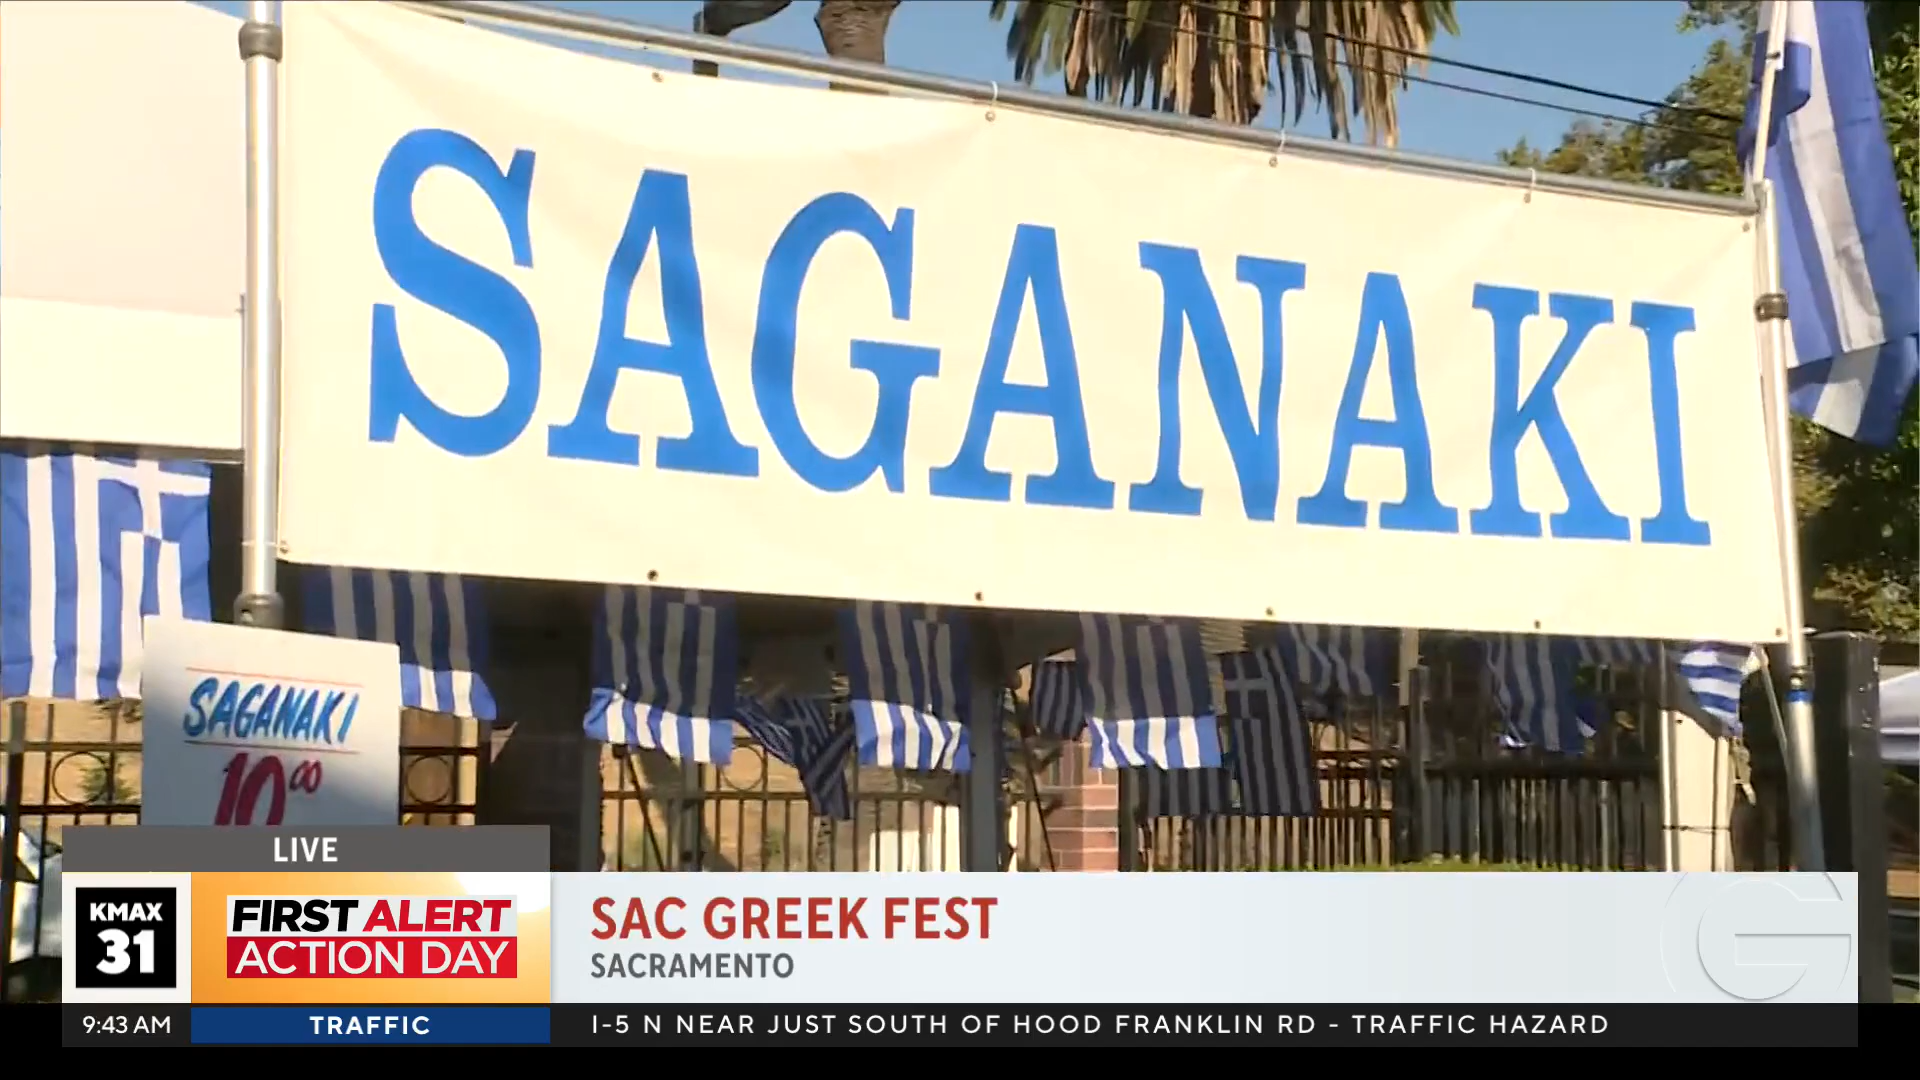 SAGANAKI
SAGANAKI
10.00
LIVE
KMAX
31
FIRST ALERT
ACTION DAY
SAC GREEK FEST
SACRAMENTO
G
9:43 AM
TRAFFIC
I-5 N NEAR JUST SOUTH OF HOOD FRANKLIN RD - TRAFFIC HAZARD